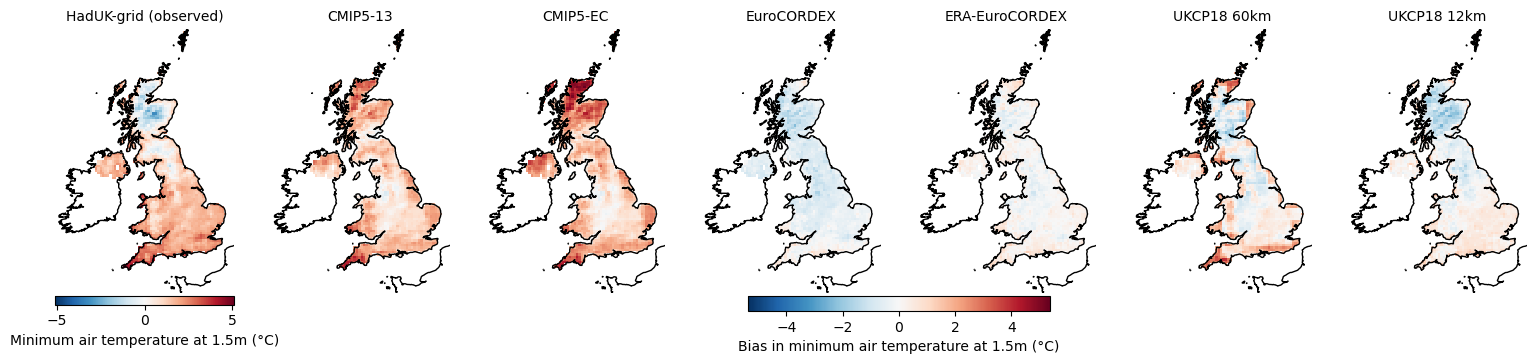 HadUK-grid (observed) CMIP5-13 CMIP5-EC EuroCORDEX ERA-EuroCORDEX UKCP18 60km UKCP18 12km
−5 0 5
Minimum air temperature at 1.5m (°C)
−4 −2 0 2 4
Bias in minimum air temperature at 1.5m (°C)